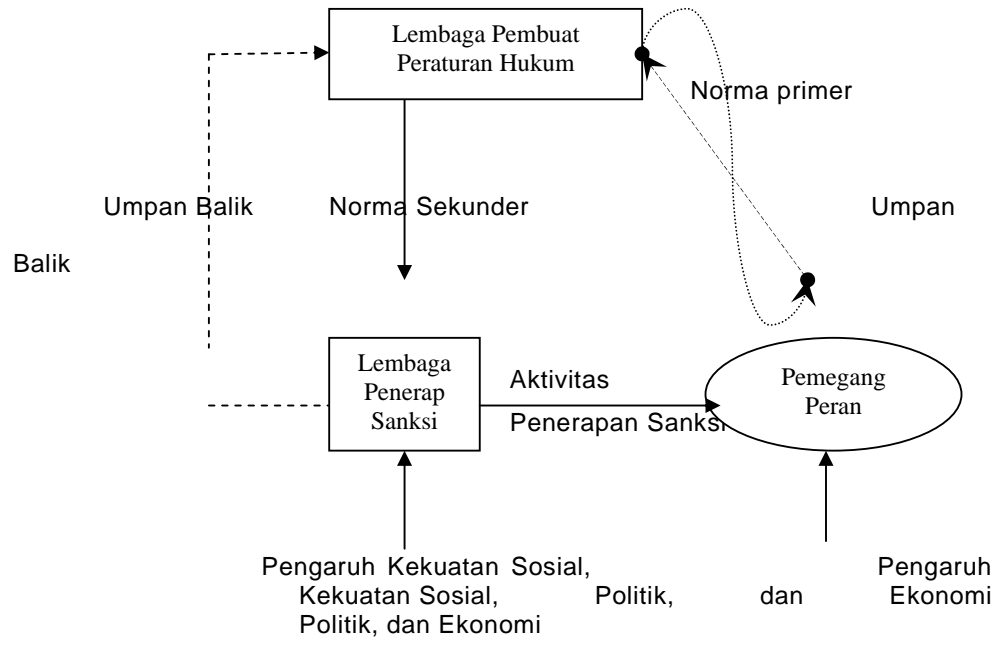 Lembaga Pembuat
Peraturan Hukum
Norma primer
Umpan Balik Norma Sekunder Umpan
Balik
Lembaga
Penerap
Sanksi
Aktivitas
Penerapan Sanksi
Pemegang
Peran
Pengaruh Kekuatan Sosial, Pengaruh
Kekuatan Sosial, Politik, dan Ekonomi
Politik, dan Ekonomi